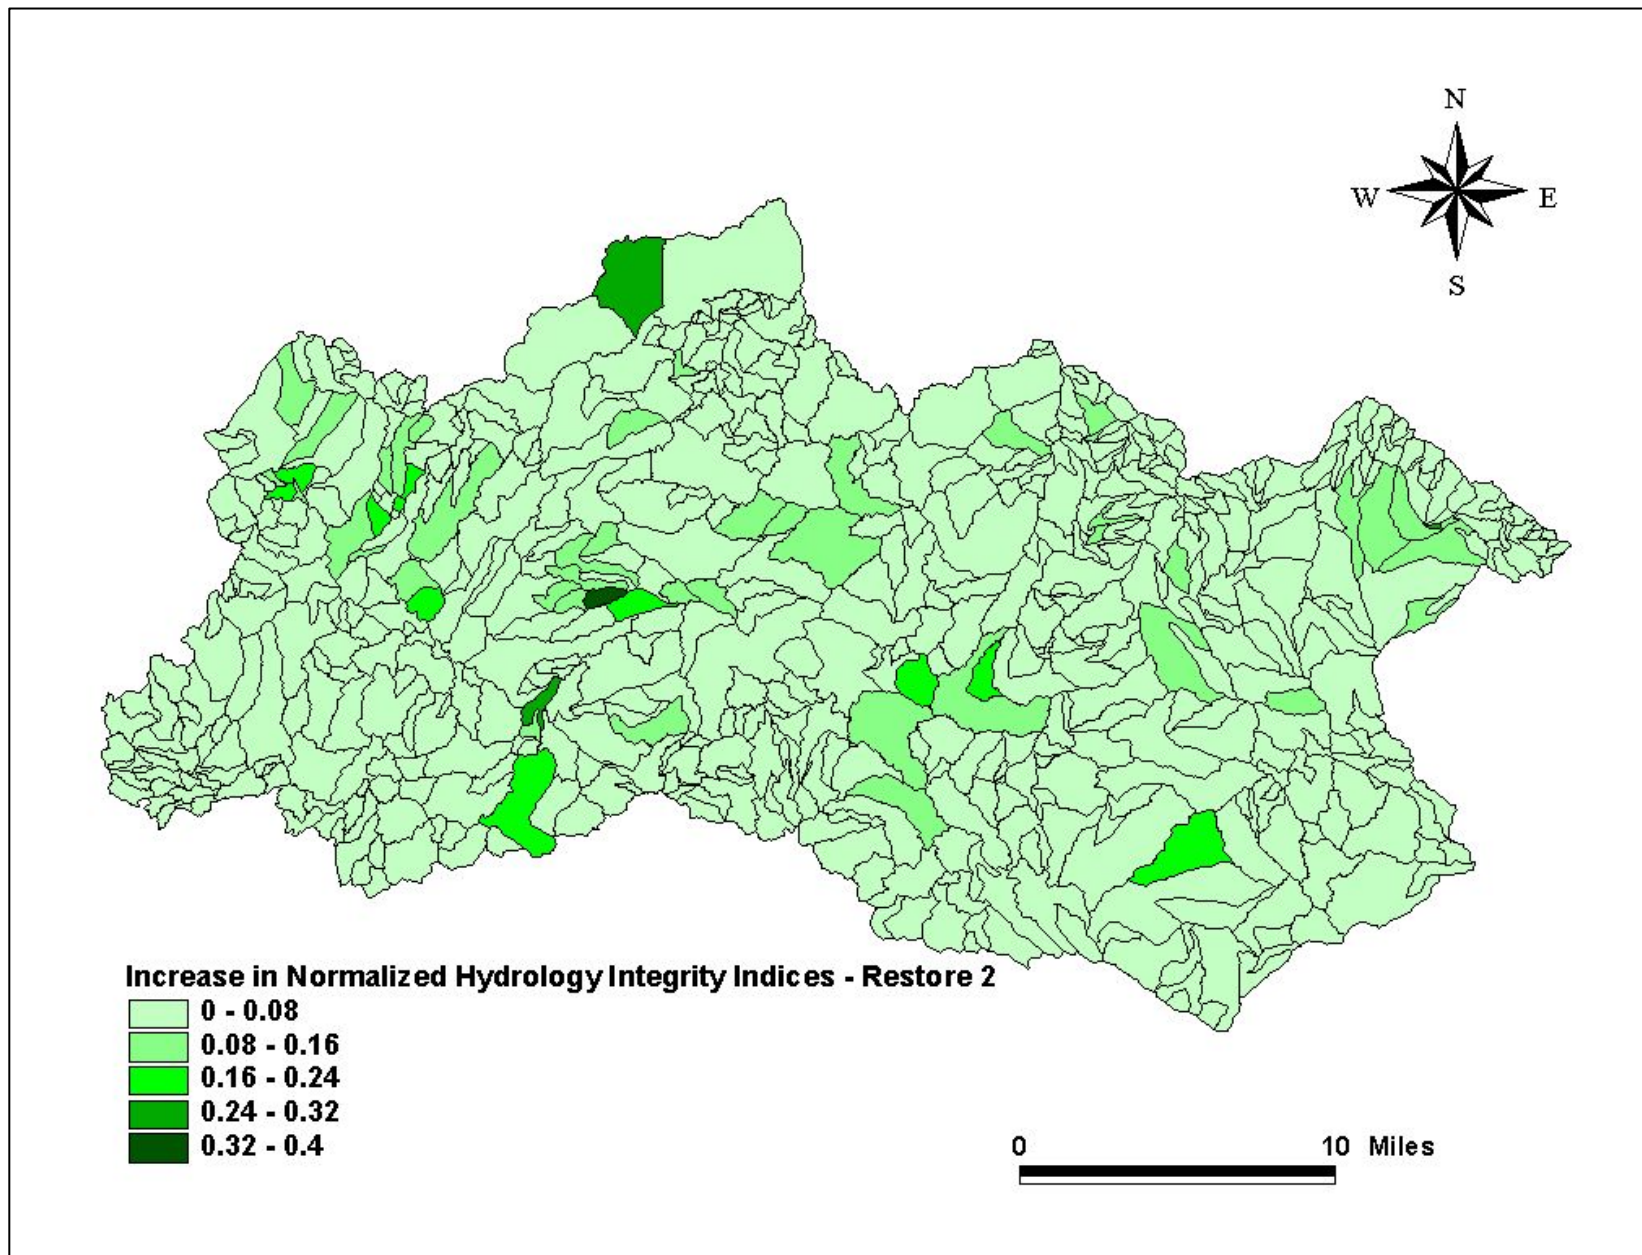 N
W E
S
Increase in Normalized Hydrology Integrity Indices - Restore 2
0 - 0.08
0.08 - 0.16
0.16 - 0.24
0.24 - 0.32
0.32 - 0.4
0 10 Miles